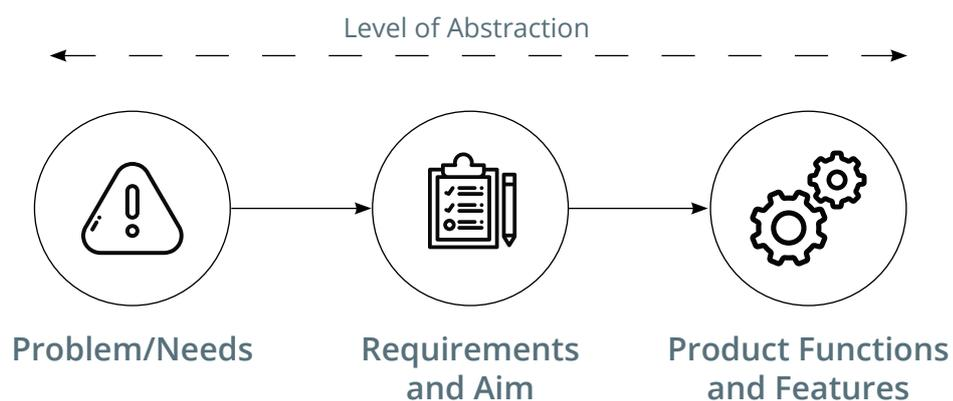 Level of Abstraction
Problem/Needs
Requirements
and Aim
Product Functions
and Features